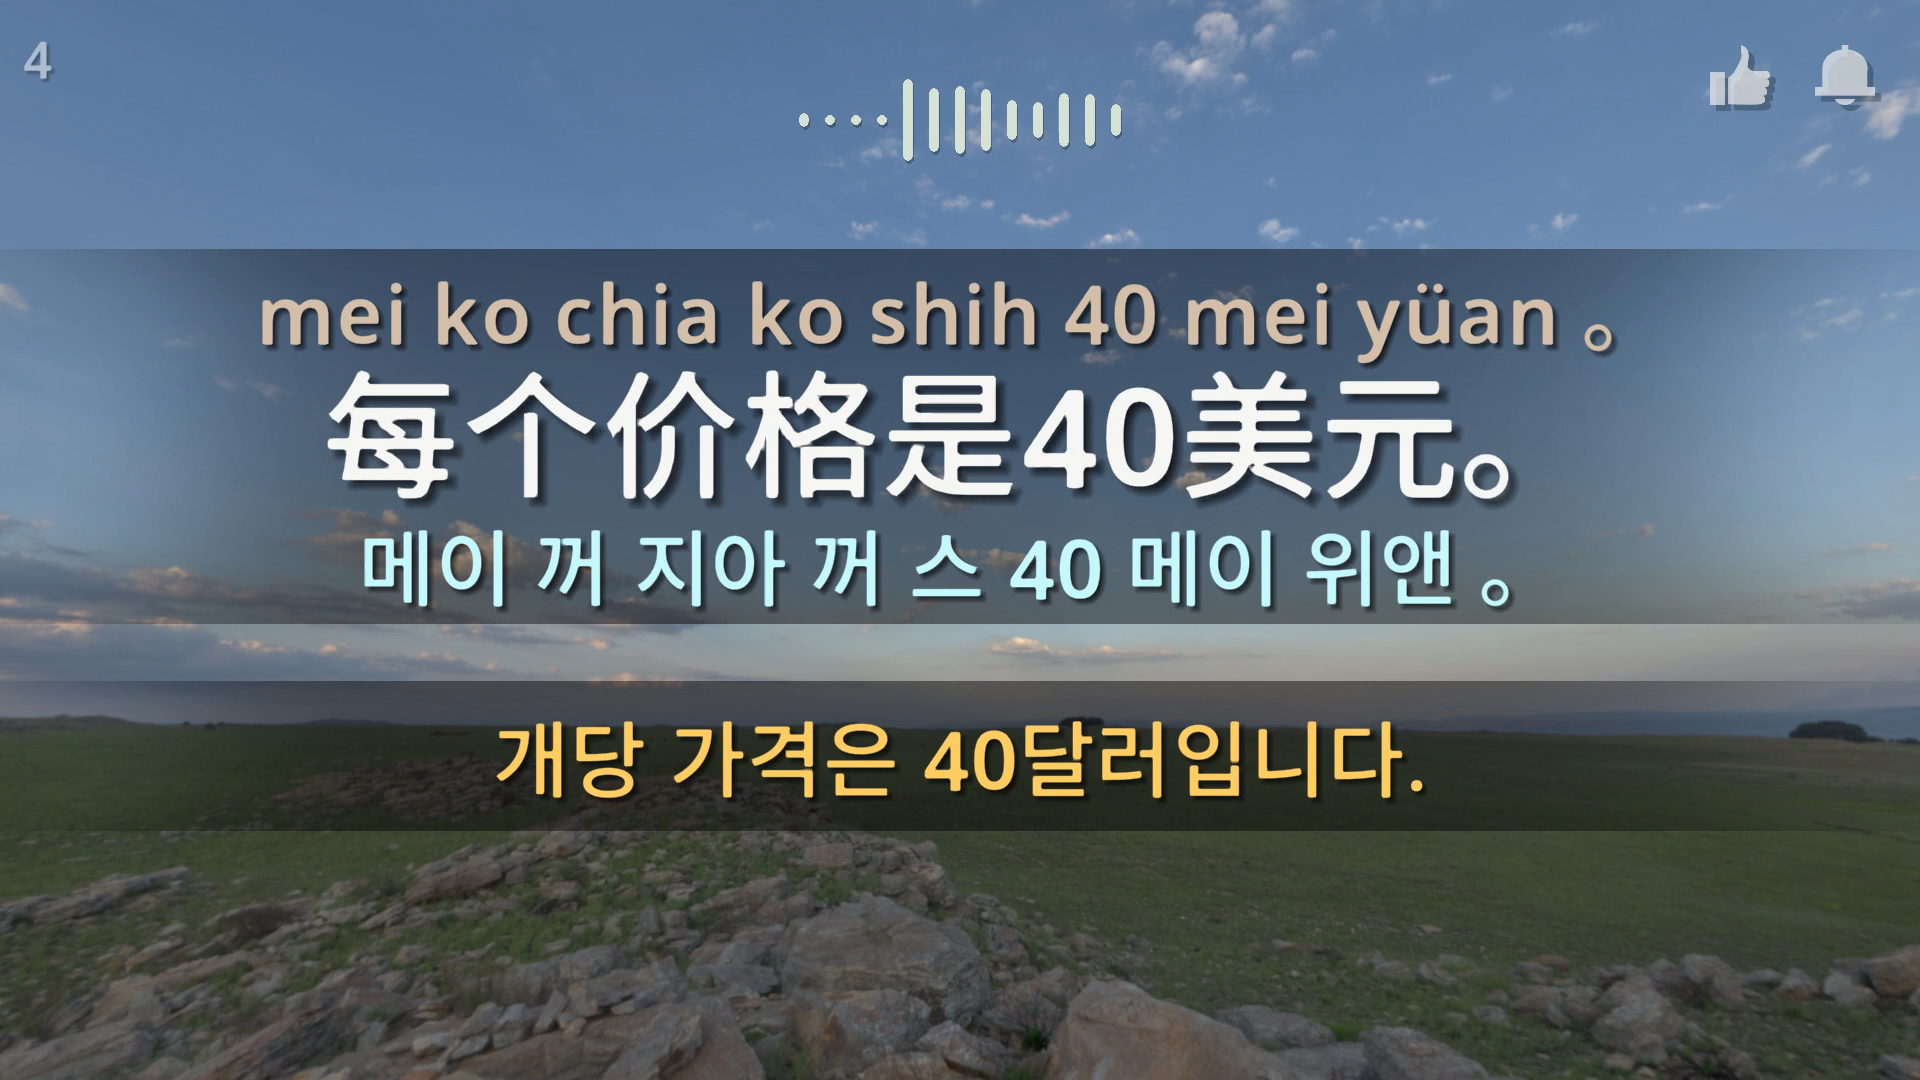 4
mei ko chia ko shih 40 mei yüan 。
每个价格是40美元。
메이 꺼 지아 꺼 스 40 메이 위앤 。
개당 가격은 40달러입니다.